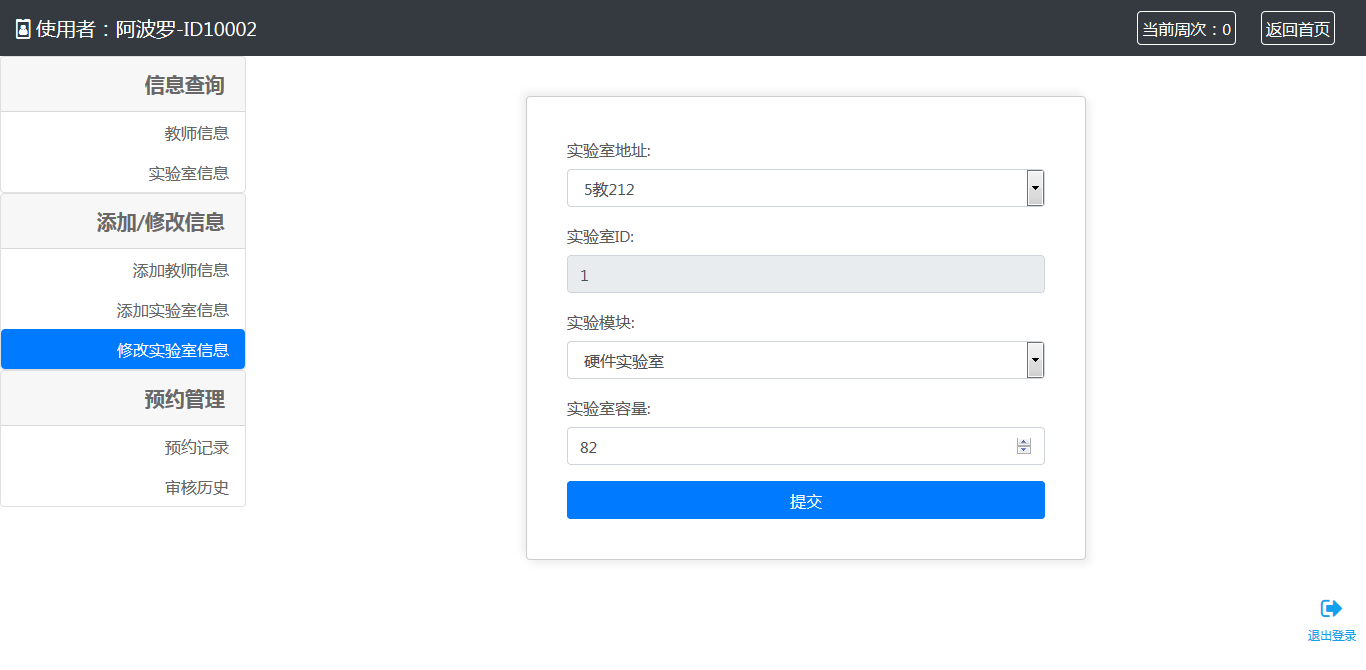 使用者：阿波罗-ID10002
当前周次：0
返回首页
信息查询
教师信息
实验室信息
添加/修改信息
添加教师信息
添加实验室信息
修改实验室信息
预约管理
预约记录
审核历史
实验室地址:
5教212
实验室ID:
1
实验模块:
硬件实验室
实验室容量:
82
提交
退出登录